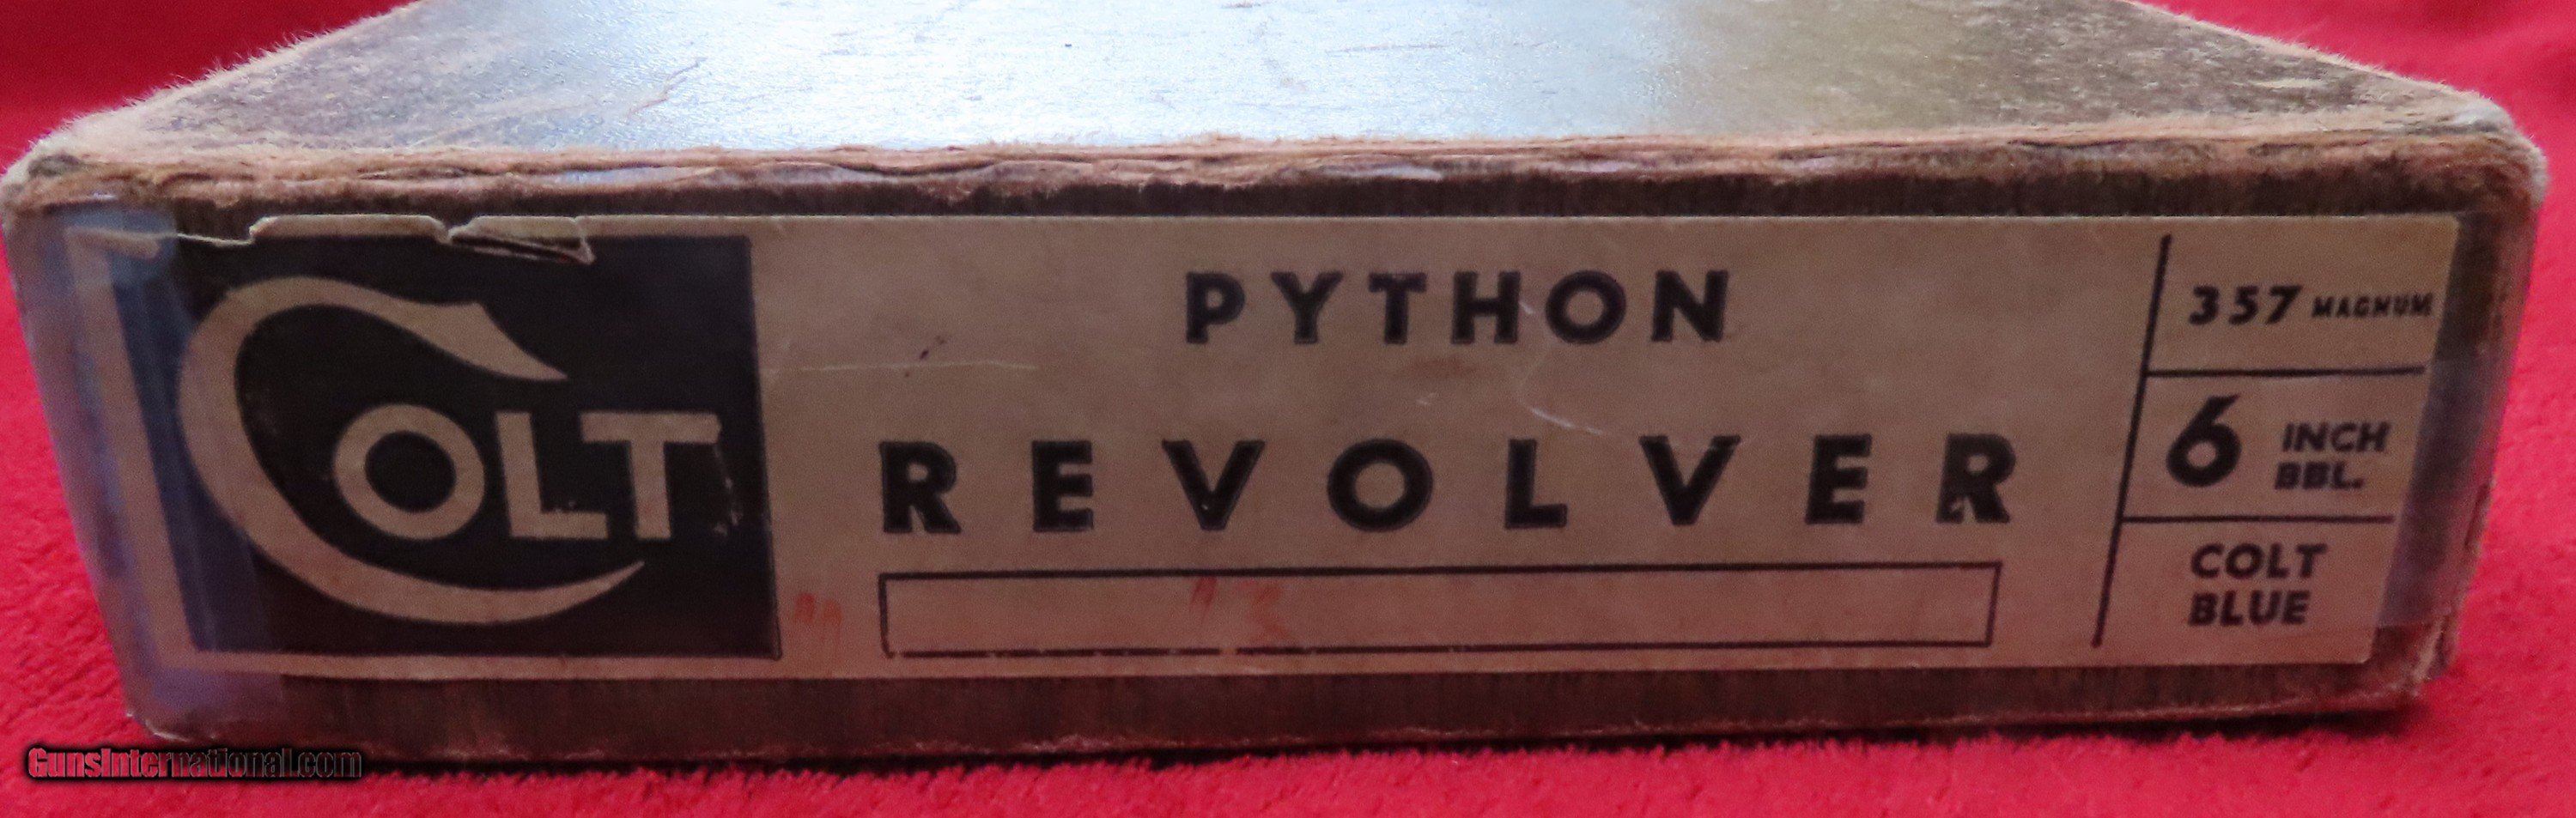 COLT
PYTHON
REVOLVER
357 MAGNUM
6 INCH
BBL.
COLT
BLUE
GunsInternational.com